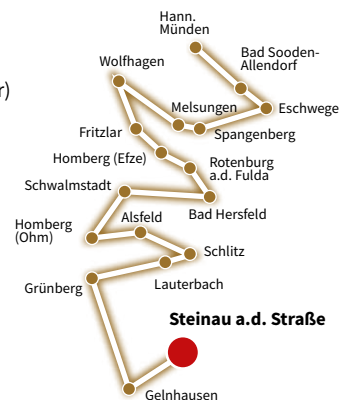 Hann.
Münden
Bad Sooden-
Allendorf
Wolfhagen
r)
Melsungen
Eschwege
Fritzlar
Spangenberg
Homberg (Efze)
Rotenburg
a.d. Fulda
Schwalmstadt
Bad Hersfeld
Homberg
(Ohm)
Alsfeld
Schlitz
Lauterbach
Grünberg
Steinau a.d. Straße
Gelnhausen